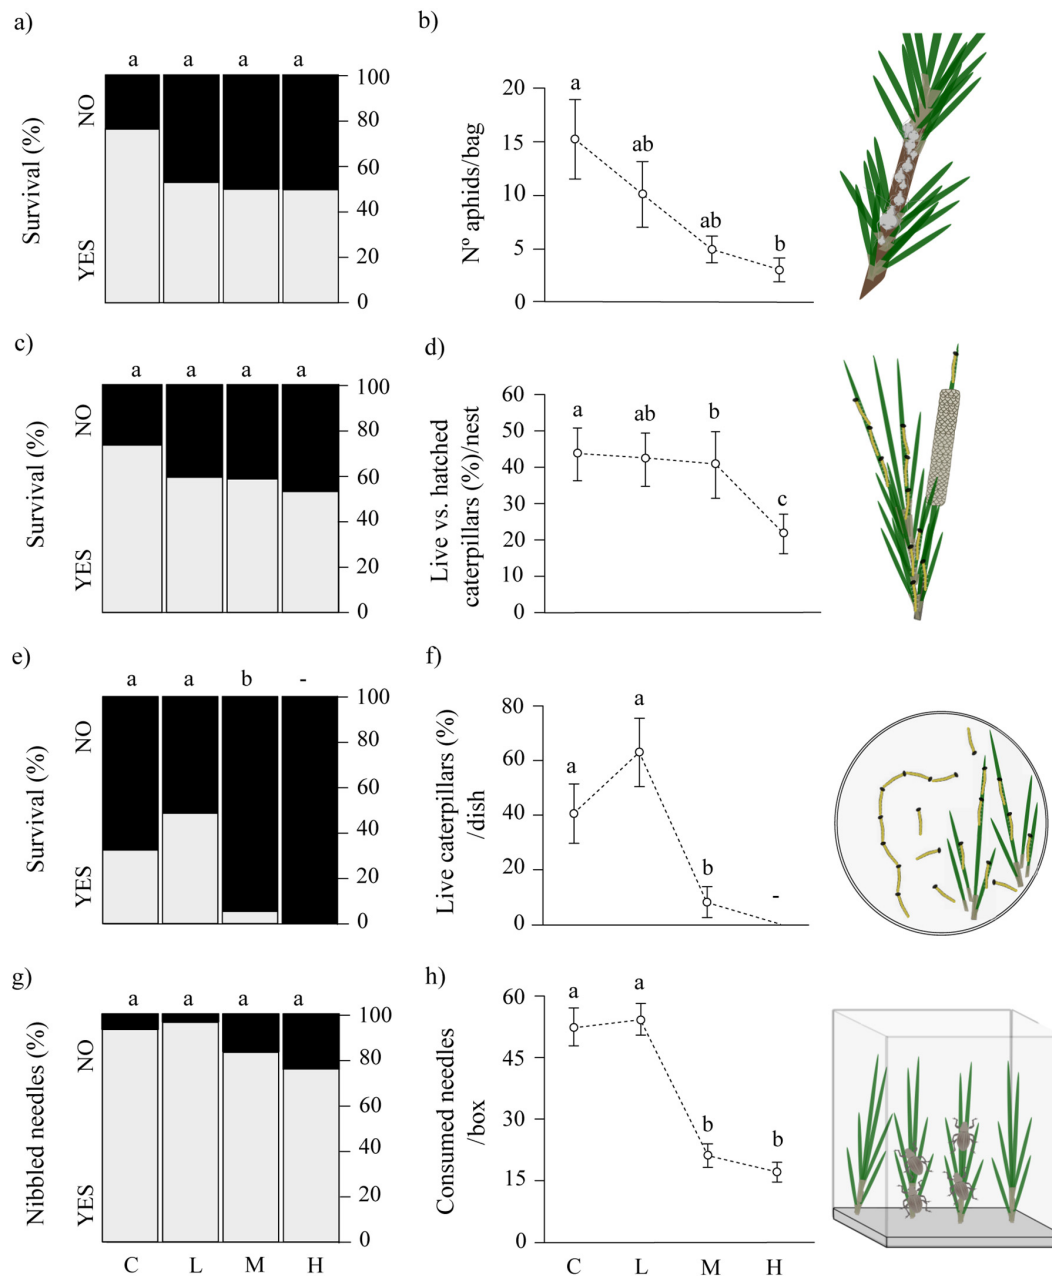 a)
a a a a
Survival (%)
NO
YES
100
80
60
40
20
0
b)
Nº aphids/bag
20
15
10
5
0
a
ab
ab
b
c)
a a a a
Survival (%)
NO
YES
100
80
60
40
20
0
d)
Live vs. hatched
caterpillars (%)/nest
60
50
40
30
20
10
0
a
ab
b
c
e)
a a b -
Survival (%)
NO
YES
100
80
60
40
20
0
f)
Live caterpillars (%)
/dish
80
60
40
20
0
a
a
b
-
g)
a a a a
Nibbled needles (%)
NO
YES
100
80
60
40
20
0
C L M H
h)
Consumed needles
/box
60
45
30
15
0
a
a
b
b
C L M H